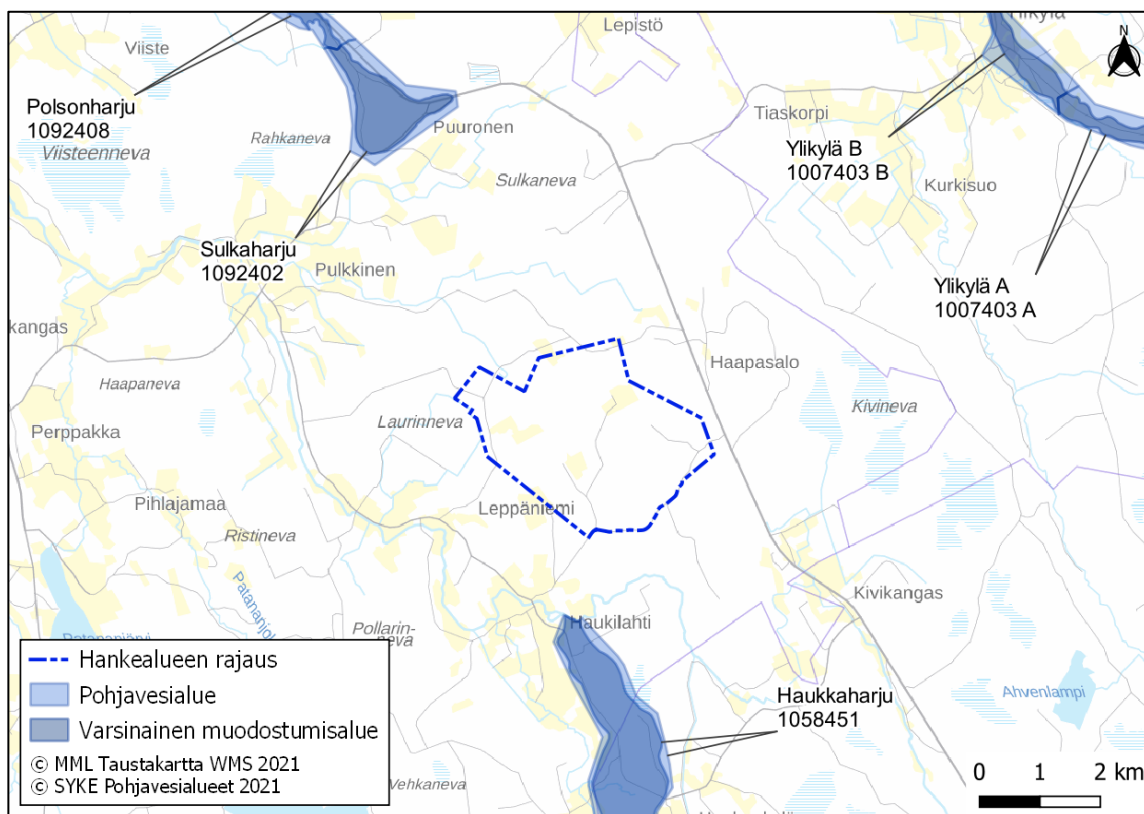 Viiste
Lepistö
N
Polsonharju
1092408
Viisteenneva
Rahkaneva
Puuronen
Sulkaneva
Tiaskorpi
Ylikylä B
1007403 B
Kurkisuo
Sulkaharju
1092402
Pulkkinen
Ylikylä A
1007403 A
kangas
Haapaneva
Haapasalo
Laurinneva
Kivineva
Perppakka
Pihlajamaa
Leppäniemi
Ristineva
Kivikangas
Haukilahti
Pollarin-
neva
Patananjärvi
Haukkaharju
1058451
Ahvenlampi
Vehkaneva
Hankealueen rajaus
Pohjavesialue
Varsinainen muodostumisalue
© MML Taustakartta WMS 2021
© SYKE Pohjavesialueet 2021
0 1 2 km